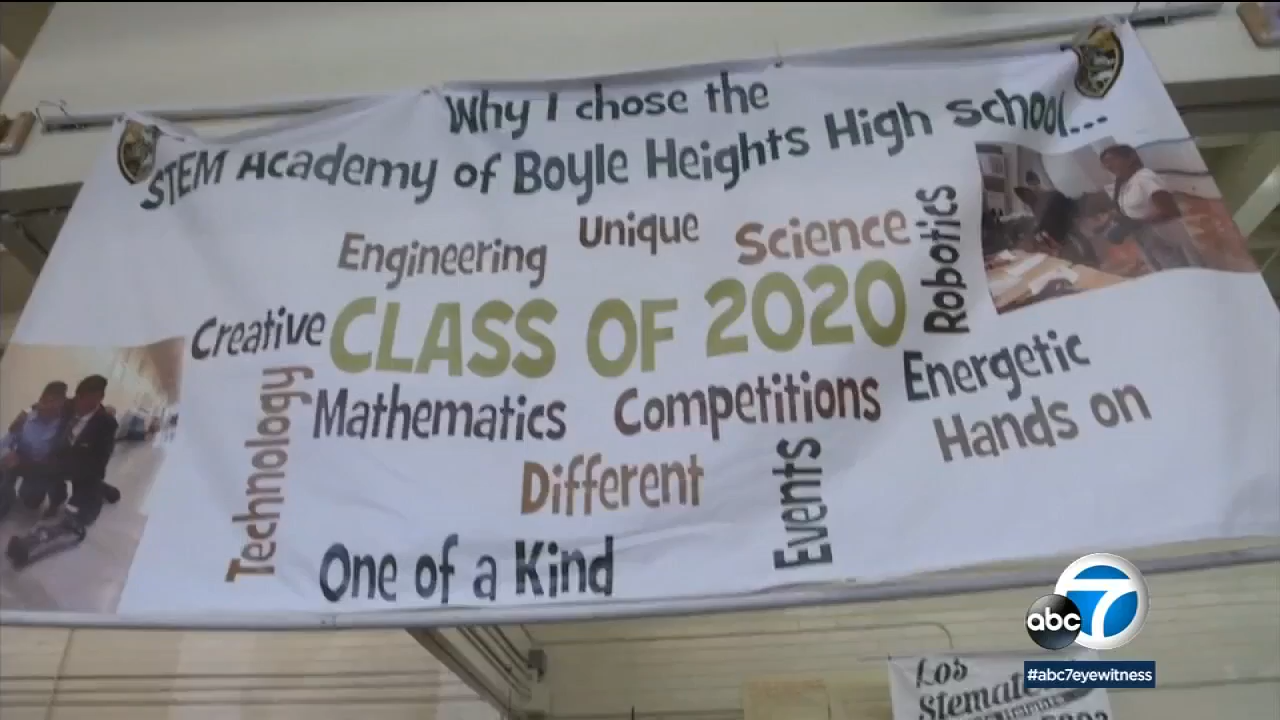 Why I chose the
STEM Academy of Boyle Heights High School...
Engineering
Unique
Science
Robotics
Creative
CLASS OF 2020
Technology
Mathematics
Competitions
Energetic
Hands on
Different
Events
One of a Kind
abc 7
#abc7eyewitness
Los